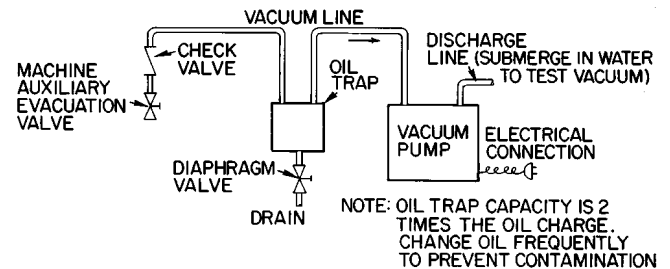 VACUUM LINE
CHECK
VALVE
MACHINE
AUXILIARY
EVACUATION
VALVE
OIL
TRAP
DISCHARGE
LINE (SUBMERGE IN WATER
TO TEST VACUUM)
VACUUM
PUMP
ELECTRICAL
CONNECTION
DIAPHRAGM
VALVE
DRAIN
NOTE: OIL TRAP CAPACITY IS 2
TIMES THE OIL CHARGE.
CHANGE OIL FREQUENTLY
TO PREVENT CONTAMINATION